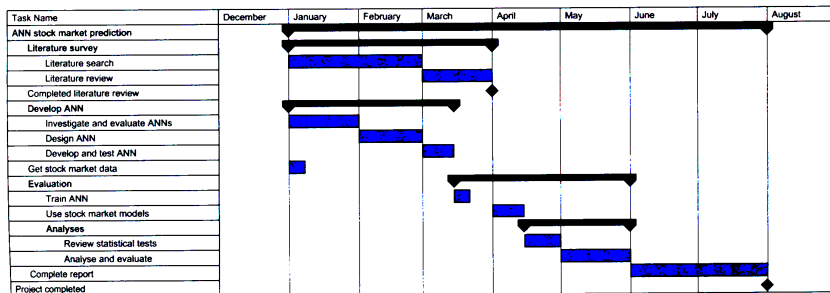 Task Name December January February March April May June July August
ANN stock market prediction
Literature survey
Literature search
Literature review
Completed literature review
Develop ANN
Investigate and evaluate ANNs
Design ANN
Develop and test ANN
Get stock market data
Evaluation
Train ANN
Use stock market models
Analyses
Review statistical tests
Analyse and evaluate
Complete report
Project completed